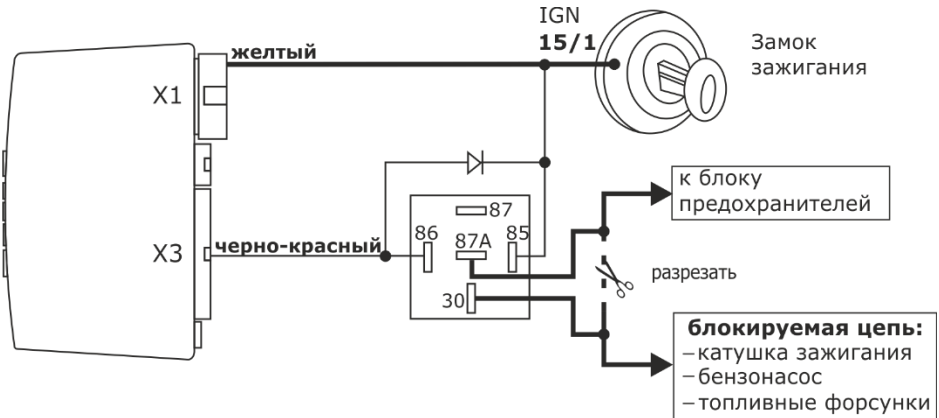 IGN
15/1
желтый
Замок
зажигания
X1
к блоку
предохранителей
87
86
87A
85
X3
черно-красный
30
разрезать
блокируемая цепь:
–катушка зажигания
–бензонасос
–топливные форсунки